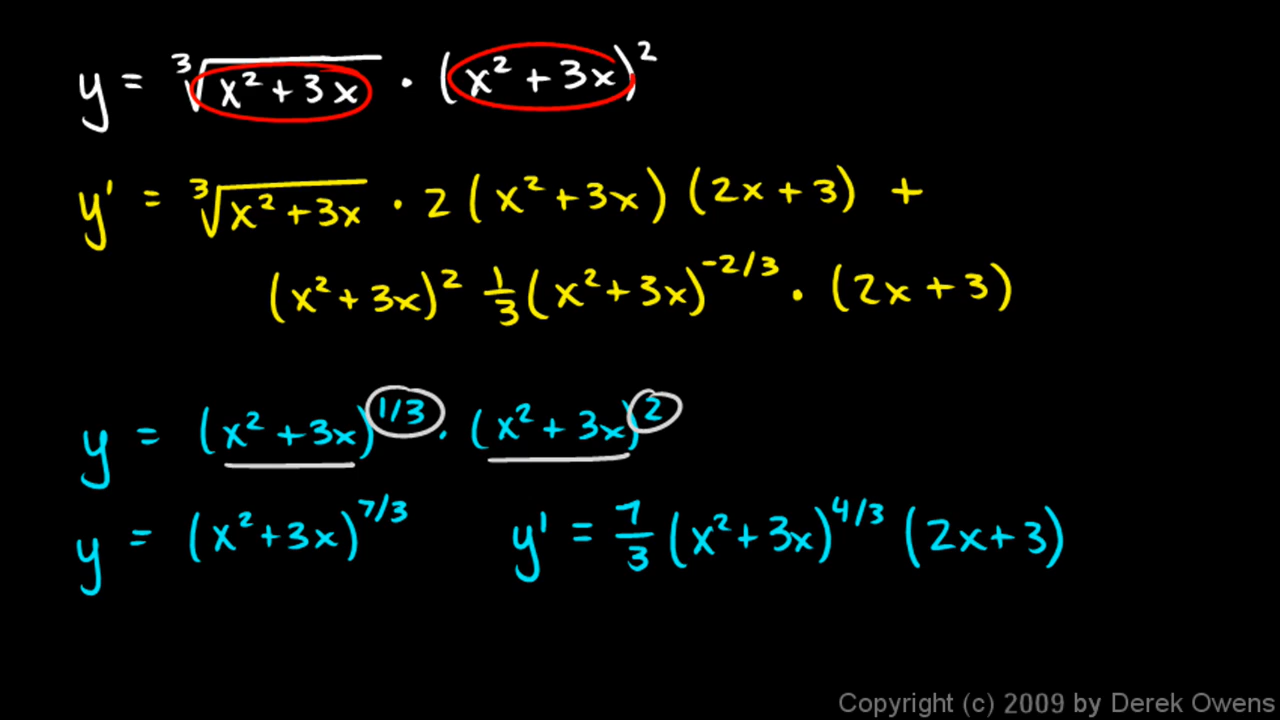 y = ∛(x² + 3x) · (x² + 3x)²
y' = ∛(x² + 3x) · 2 (x² + 3x) (2x + 3) +
(x² + 3x)² 1/3 (x² + 3x)^(-2/3) · (2x + 3)
y = (x² + 3x)^(1/3) · (x² + 3x)²
y = (x² + 3x)^(7/3) y' = 7/3 (x² + 3x)^(4/3) (2x + 3)
Copyright (c) 2009 by Derek Owens